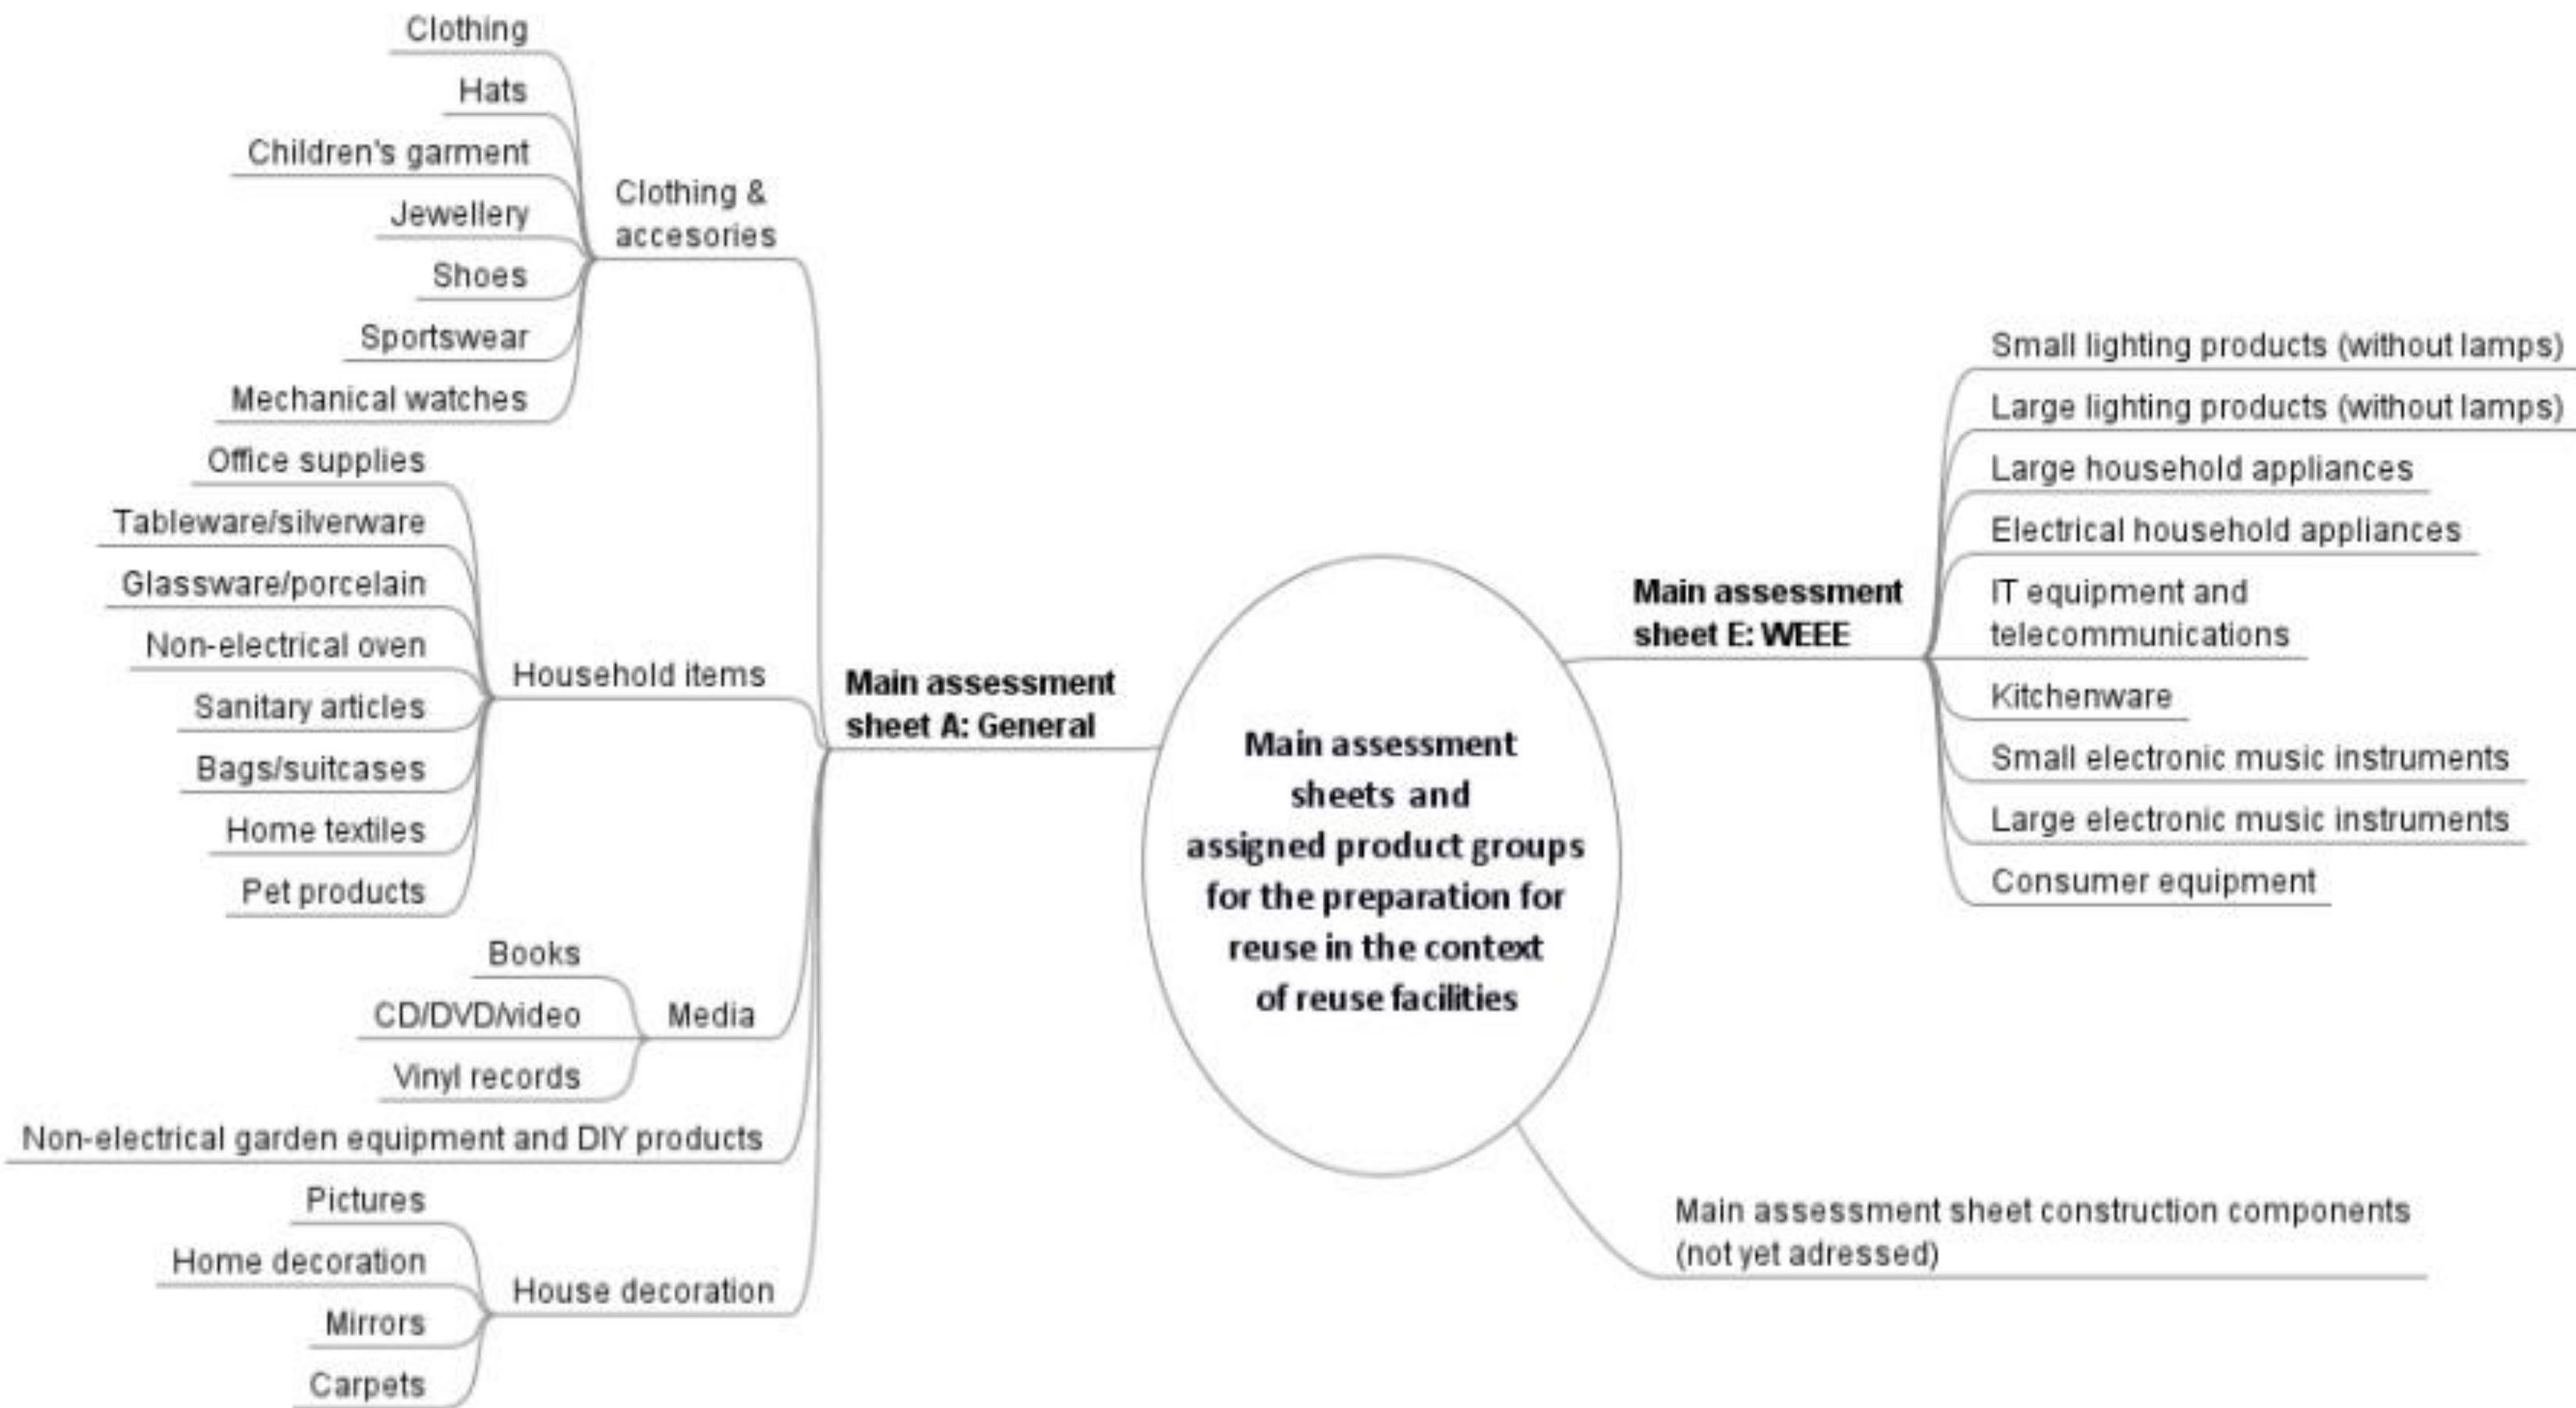 Clothing
Hats
Children's garment
Jewellery
Shoes
Sportswear
Mechanical watches
Clothing &
accesories
Office supplies
Tableware/silverware
Glassware/porcelain
Non-electrical oven
Sanitary articles
Bags/suitcases
Home textiles
Pet products
Household items
Books
CD/DVD/video
Vinyl records
Media
Non-electrical garden equipment and DIY products
Pictures
Home decoration
Mirrors
Carpets
House decoration
Main assessment
sheet A: General
Main assessment
sheets and
assigned product groups
for the preparation for
reuse in the context
of reuse facilities
Main assessment
sheet E: WEEE
Small lighting products (without lamps)
Large lighting products (without lamps)
Large household appliances
Electrical household appliances
IT equipment and
telecommunications
Kitchenware
Small electronic music instruments
Large electronic music instruments
Consumer equipment
Main assessment sheet construction components
(not yet adressed)